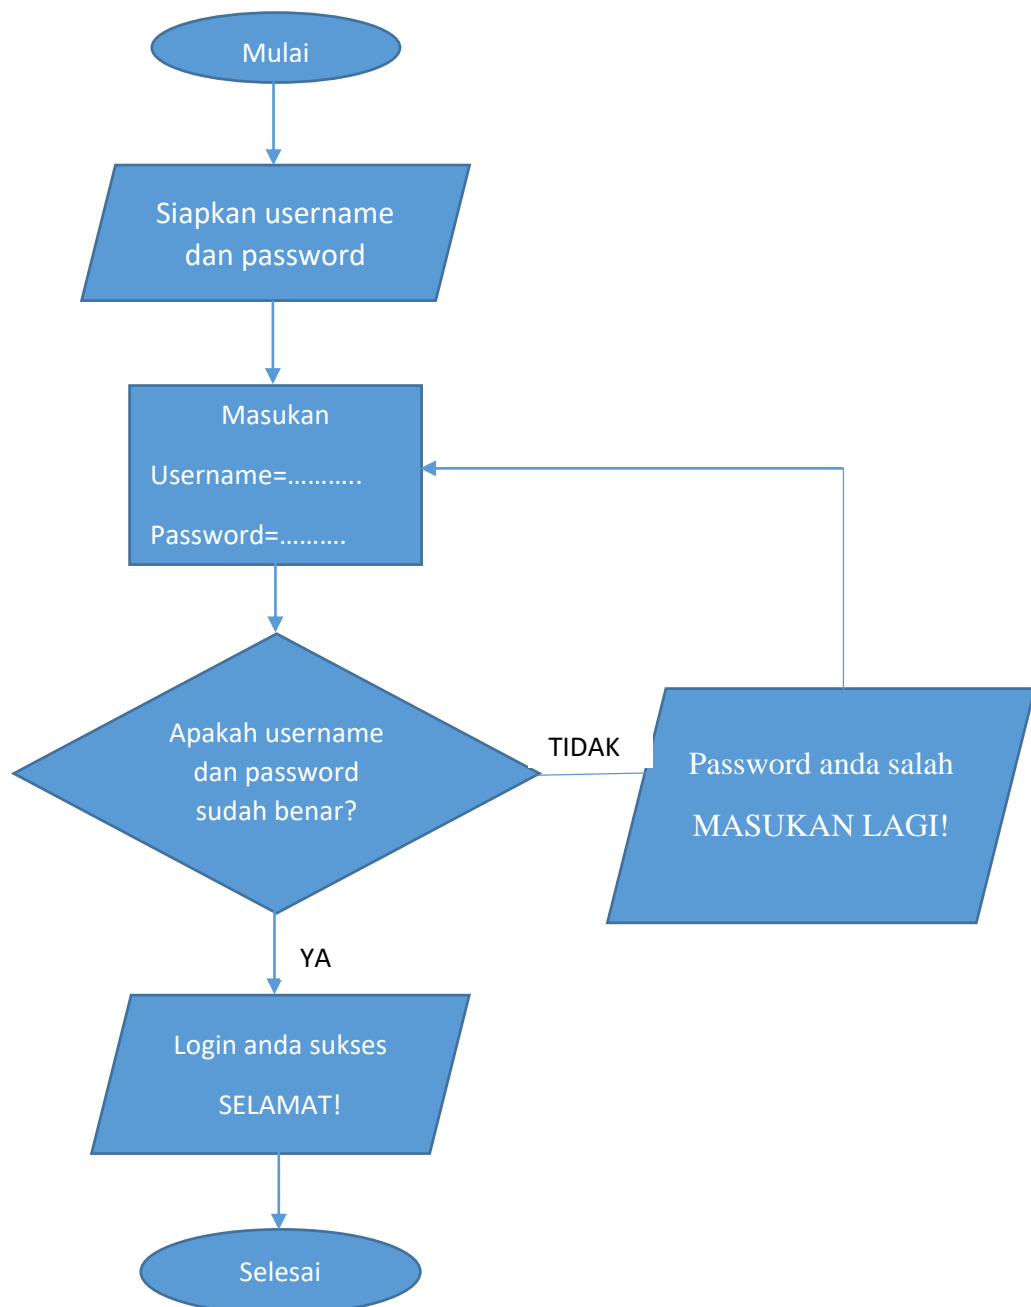 Mulai
Siapkan username
dan password
Masukan
Username=………..
Password=……….
Apakah username
dan password
sudah benar?
TIDAK
Password anda salah
MASUKAN LAGI!
YA
Login anda sukses
SELAMAT!
Selesai